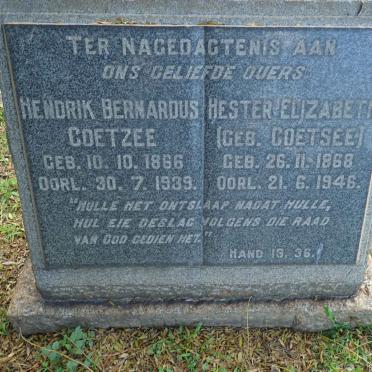 TER NAGEDAGTENIS AAN
ONS GELIEFDE OUERS
HENDRIK BERNARDUS HESTER ELIZABETH
COETZEE (GEB. COETSEE)
GEB. 10. 10. 1866 GEB. 26. 11. 1868
OORL. 30. 7. 1939. OORL. 21. 6. 1946.
"HULLE HET ONTSLAAP NADAT HULLE,
HUL EIE GESLAG VOLGENS DIE RAAD
VAN GOD GEDIEN HET."
HAND 13. 36.